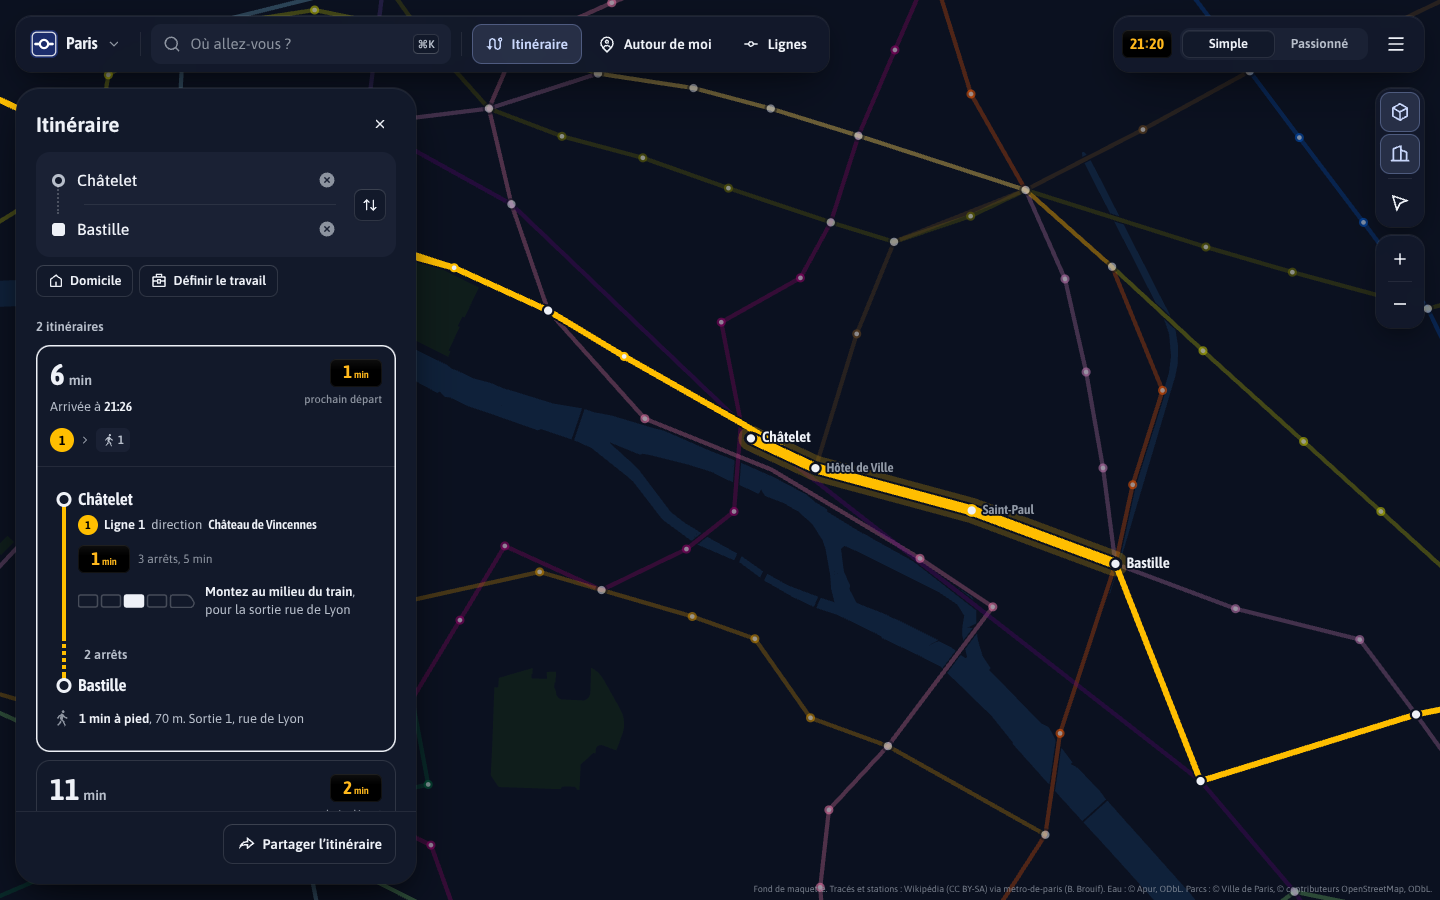 Paris
Où allez-vous ?
⌘K
Itinéraire
Autour de moi
Lignes
21:20
Simple
Passionné
Itinéraire
Châtelet
Bastille
Domicile
Définir le travail
2 itinéraires
6 min
1 min
Arrivée à 21:26
prochain départ
1
1
Châtelet
1 Ligne 1 direction Château de Vincennes
1 min 3 arrêts, 5 min
Montez au milieu du train,
pour la sortie rue de Lyon
2 arrêts
Bastille
1 min à pied, 70 m. Sortie 1, rue de Lyon
11 min
2 min
Partager l’itinéraire
Châtelet
Hôtel de Ville
Saint-Paul
Bastille
Fond de maquette. Tracés et stations : Wikipédia (CC BY-SA) via metro-de-paris (B. Brouif). Eau : © Apur, ODbL. Parcs : © Ville de Paris, © contributeurs OpenStreetMap, ODbL.